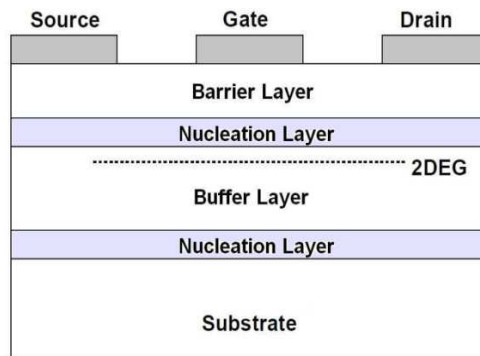 Source Gate Drain
Barrier Layer
Nucleation Layer
2DEG
Buffer Layer
Nucleation Layer
Substrate